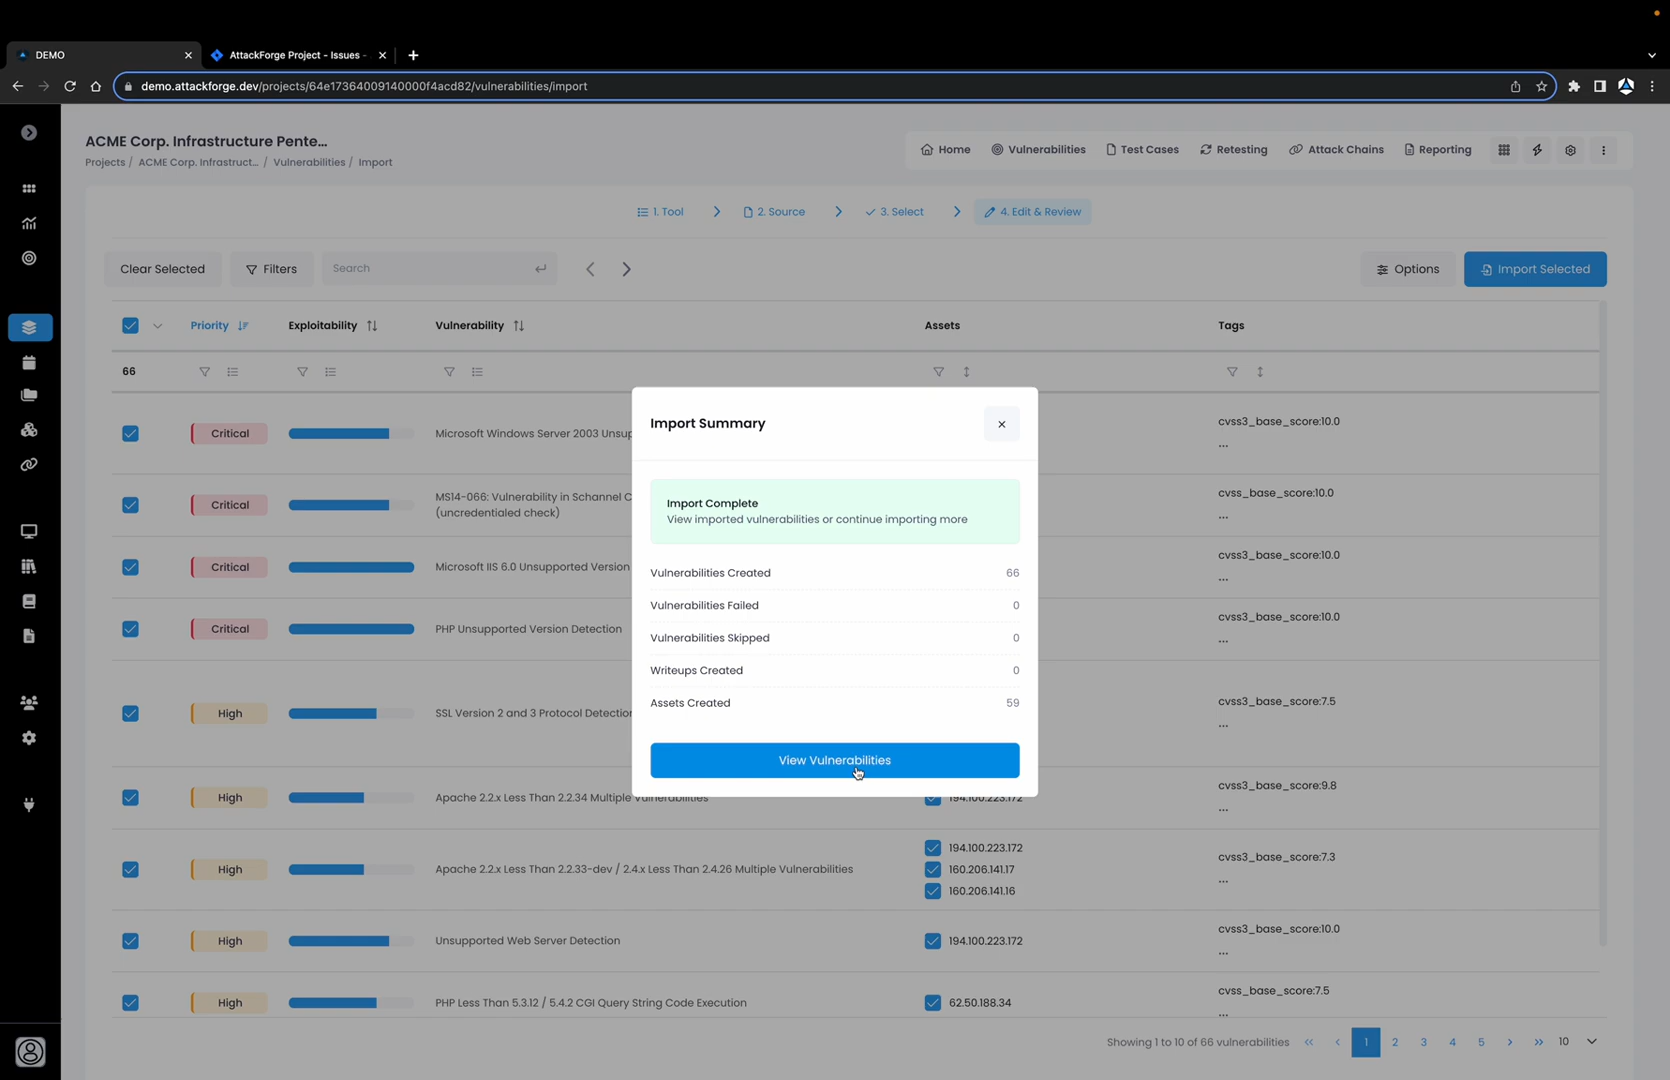 DEMO
AttackForge Project - Issues -
demo.attackforge.dev/projects/64e17364009140000f4acd82/vulnerabilities/import
ACME Corp. Infrastructure Pente...
Projects / ACME Corp. Infrastruct... / Vulnerabilities / Import
Home
Vulnerabilities
Test Cases
Retesting
Attack Chains
Reporting
1. Tool
2. Source
3. Select
4. Edit & Review
Clear Selected
Filters
Search
Options
Import Selected
Priority
Exploitability
Vulnerability
Assets
Tags
66
Critical
Microsoft Windows Server 2003 Unsup
cvss3_base_score:10.0
...
Critical
MS14-066: Vulnerability in Schannel C
(uncredentialed check)
cvss_base_score:10.0
...
Critical
Microsoft IIS 6.0 Unsupported Version
cvss3_base_score:10.0
...
Critical
PHP Unsupported Version Detection
cvss3_base_score:10.0
...
High
SSL Version 2 and 3 Protocol Detection
cvss3_base_score:7.5
...
High
Apache 2.2.x Less Than 2.2.34 Multiple Vulnerabilities
194.100.223.172
cvss3_base_score:9.8
...
High
Apache 2.2.x Less Than 2.2.33-dev / 2.4.x Less Than 2.4.26 Multiple Vulnerabilities
194.100.223.172
160.206.141.17
160.206.141.16
cvss3_base_score:7.3
...
High
Unsupported Web Server Detection
194.100.223.172
cvss3_base_score:10.0
...
High
PHP Less Than 5.3.12 / 5.4.2 CGI Query String Code Execution
62.50.188.34
cvss_base_score:7.5
...
Import Summary
Import Complete
View imported vulnerabilities or continue importing more
Vulnerabilities Created 66
Vulnerabilities Failed 0
Vulnerabilities Skipped 0
Writeups Created 0
Assets Created 59
View Vulnerabilities
Showing 1 to 10 of 66 vulnerabilities « ‹ 1 2 3 4 5 › » 10